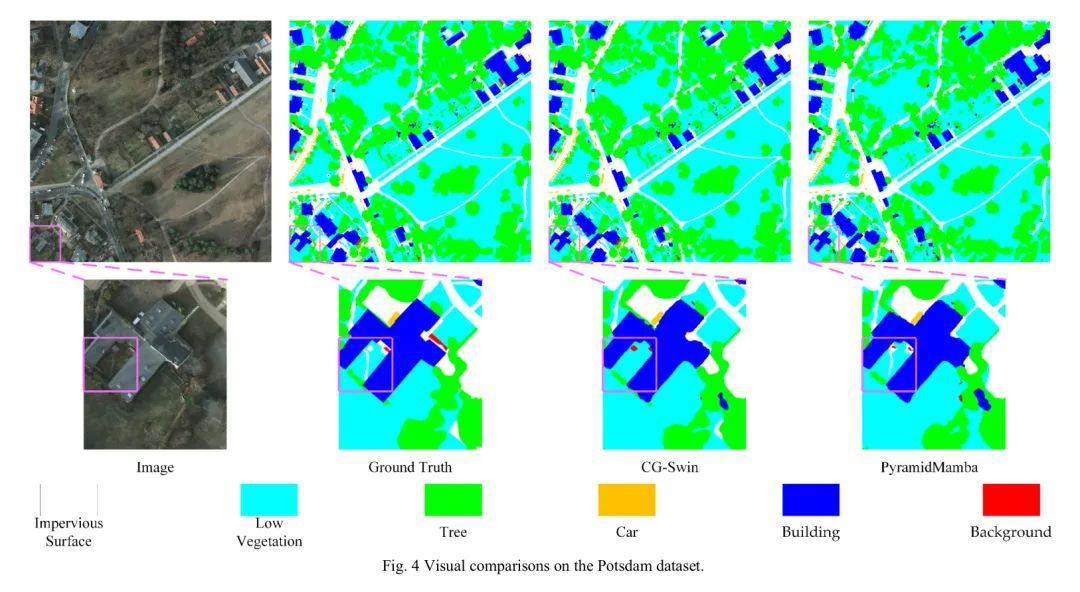 Image
Ground Truth
CG-Swin
PyramidMamba
Impervious
Surface
Low
Vegetation
Tree
Car
Building
Background
Fig. 4 Visual comparisons on the Potsdam dataset.